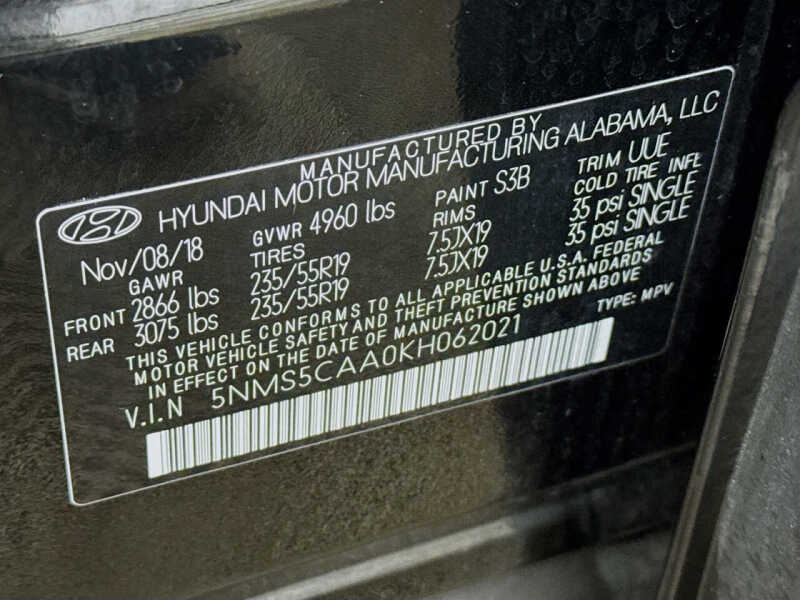 MANUFACTURED BY
HYUNDAI MOTOR MANUFACTURING ALABAMA, LLC
Nov/08/18 GVWR 4960 lbs PAINT S3B TRIM UUE
GAWR TIRES RIMS COLD TIRE INFL
FRONT 2866 lbs 235/55R19 7.5JX19 35 psi SINGLE
REAR 3075 lbs 235/55R19 7.5JX19 35 psi SINGLE
THIS VEHICLE CONFORMS TO ALL APPLICABLE U.S.A. FEDERAL
MOTOR VEHICLE SAFETY AND THEFT PREVENTION STANDARDS
IN EFFECT ON THE DATE OF MANUFACTURE SHOWN ABOVE
V.I.N 5NMS5CAA0KH062021 TYPE: MPV